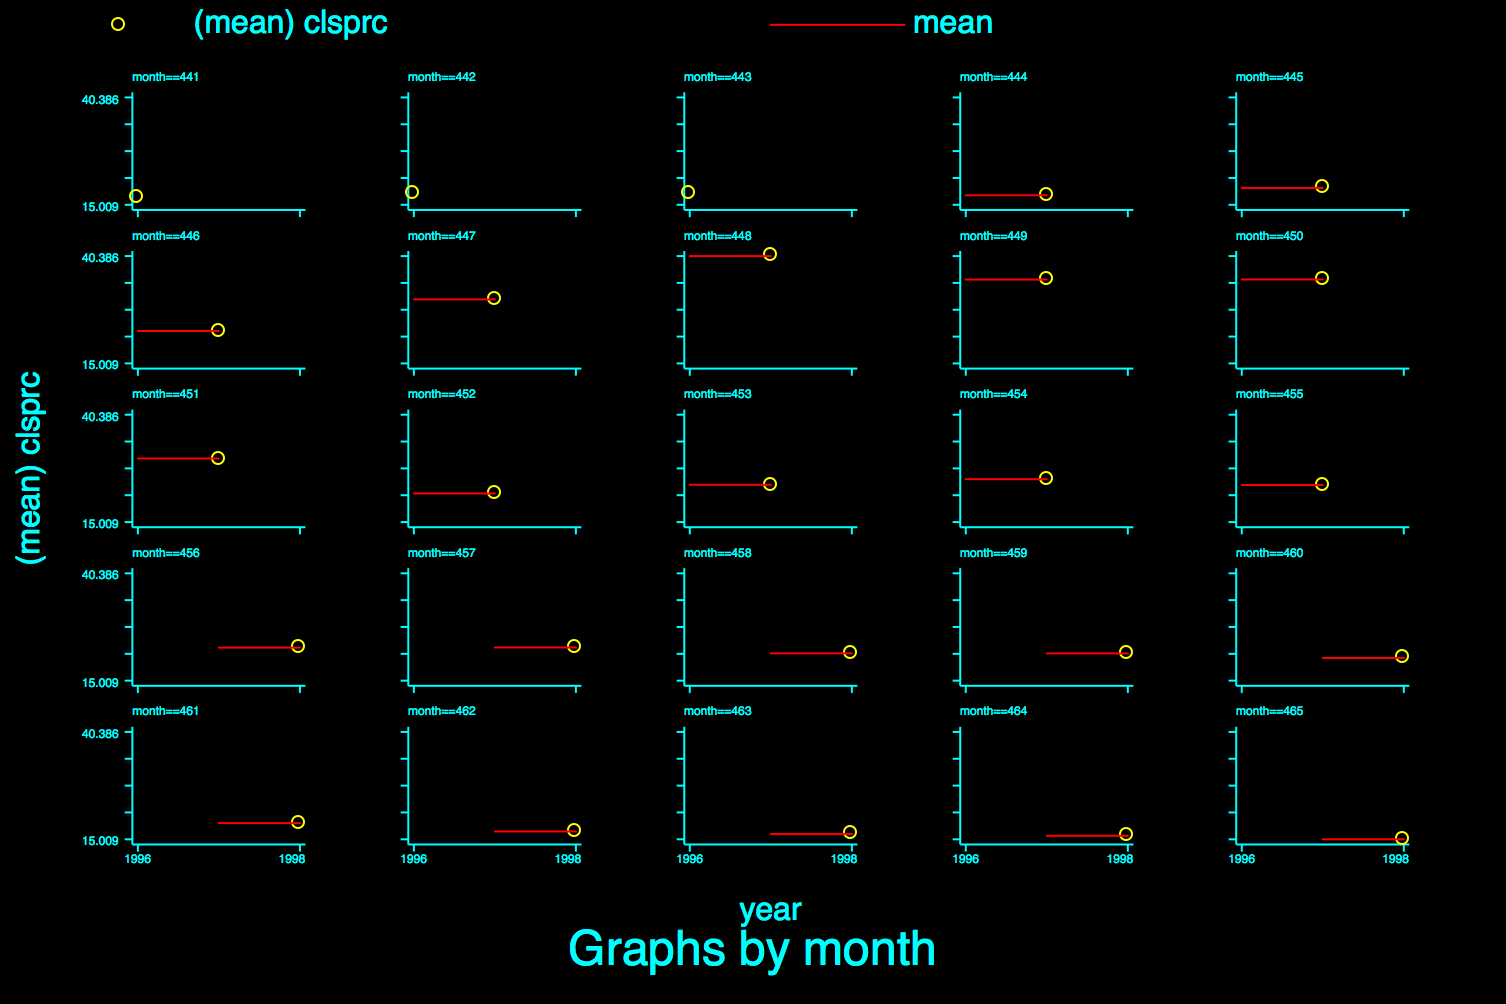 (mean) clsprc mean
month==441 month==442 month==443 month==444 month==445
40.386
15.009
month==446 month==447 month==448 month==449 month==450
40.386
15.009
month==451 month==452 month==453 month==454 month==455
40.386
15.009
month==456 month==457 month==458 month==459 month==460
40.386
15.009
month==461 month==462 month==463 month==464 month==465
40.386
15.009
1996 1998 1996 1998 1996 1998 1996 1998 1996 1998
(mean) clsprc
year
Graphs by month